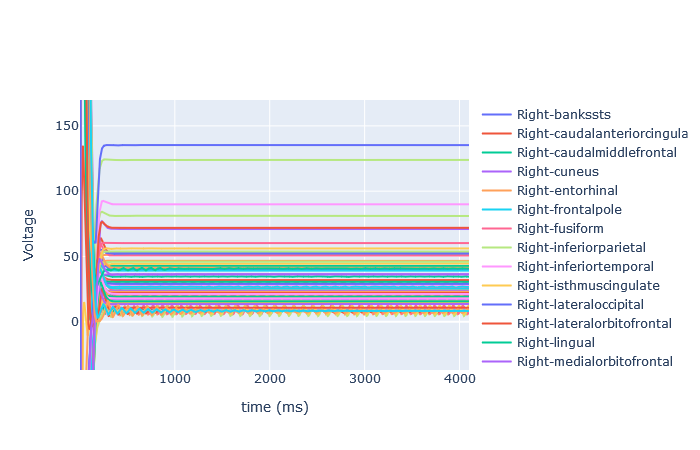 Voltage
150
100
50
0
1000
2000
3000
4000
time (ms)
Right-bankssts
Right-caudalanteriorcingula
Right-caudalmiddlefrontal
Right-cuneus
Right-entorhinal
Right-frontalpole
Right-fusiform
Right-inferiorparietal
Right-inferiortemporal
Right-isthmuscingulate
Right-lateraloccipital
Right-lateralorbitofrontal
Right-lingual
Right-medialorbitofrontal